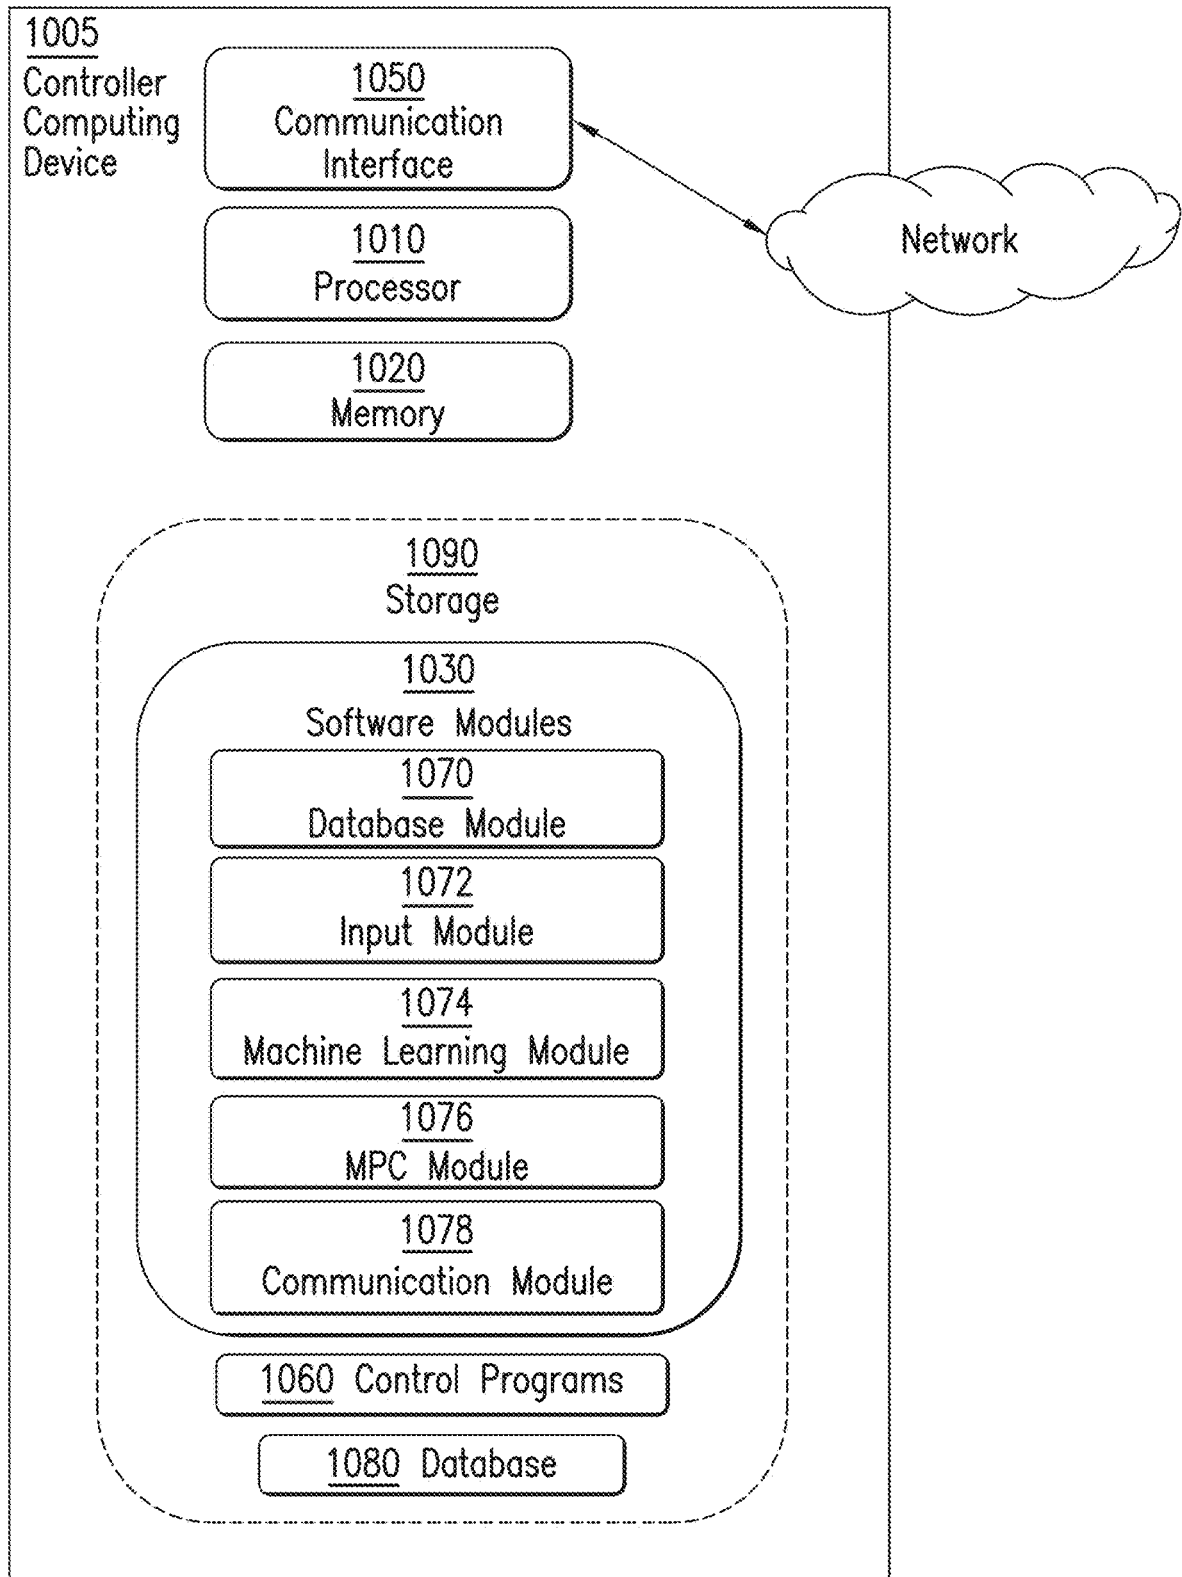 1005
Controller
Computing
Device
1050
Communication
Interface
Network
1010
Processor
1020
Memory
1090
Storage
1030
Software Modules
1070
Database Module
1072
Input Module
1074
Machine Learning Module
1076
MPC Module
1078
Communication Module
1060 Control Programs
1080 Database